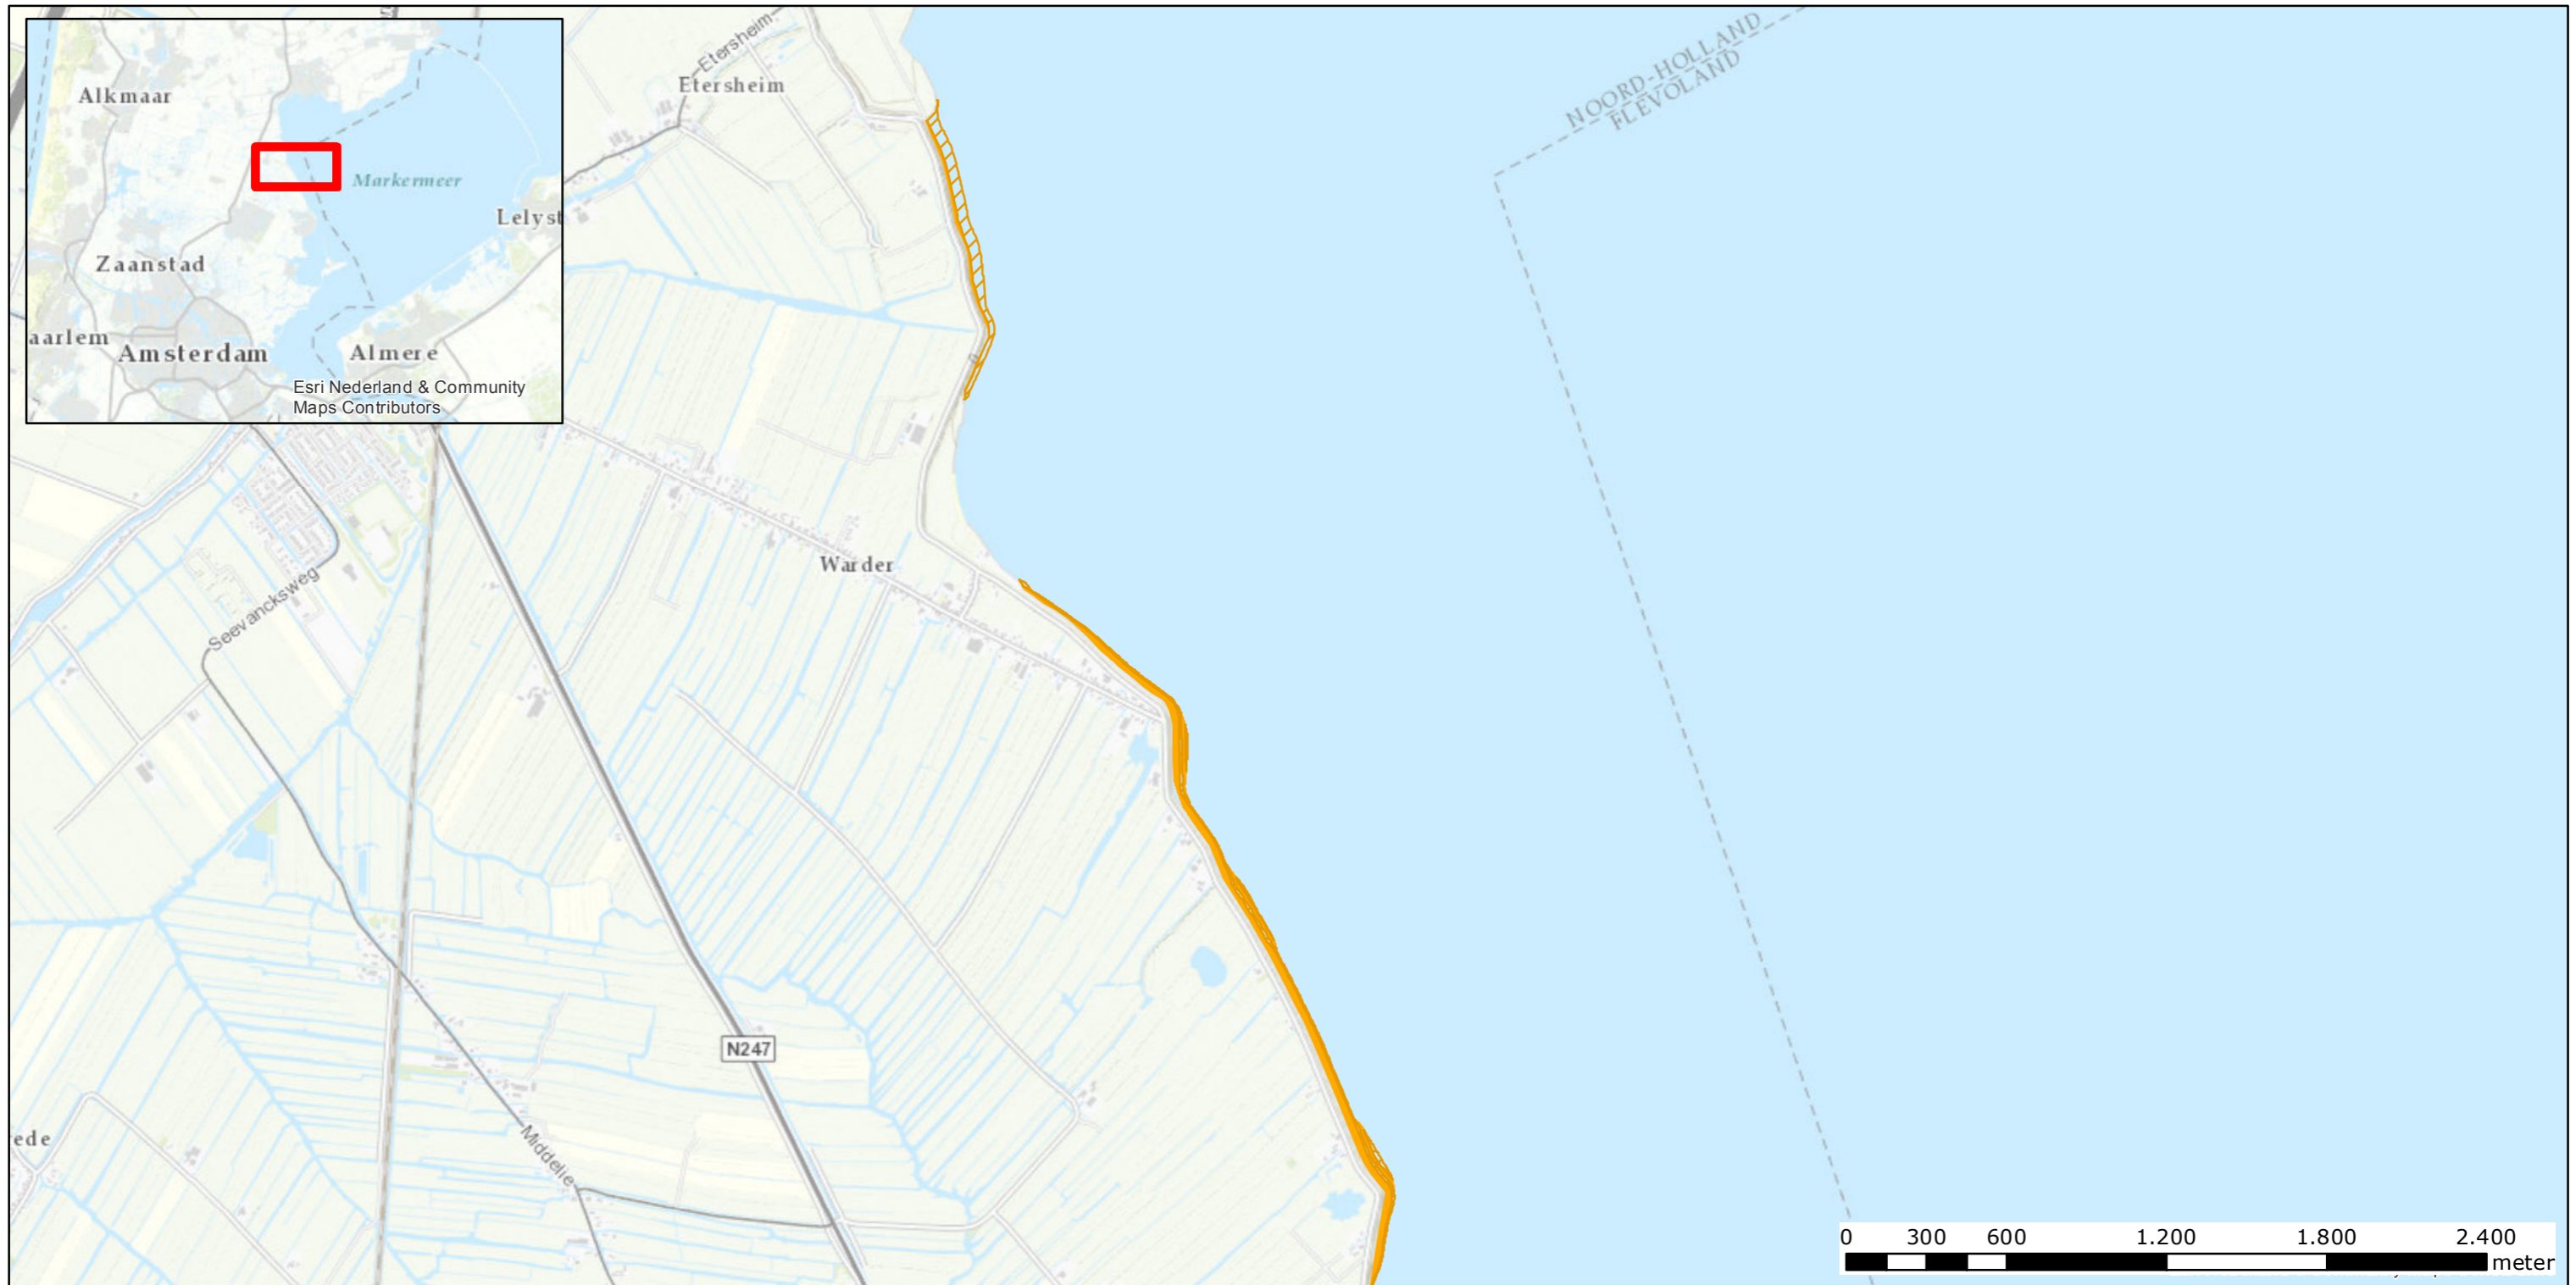 Alkmaar
Markermeer
Lelyst
Zaanstad
aarlem
Amsterdam
Almere
Esri Nederland & Community
Maps Contributors
Etersheim
Etersheim
NOORD-HOLLAND
FLEVOLAND
Warder
Seevancksweg
N247
Middelie
ede
0 300 600 1.200 1.800 2.400
meter